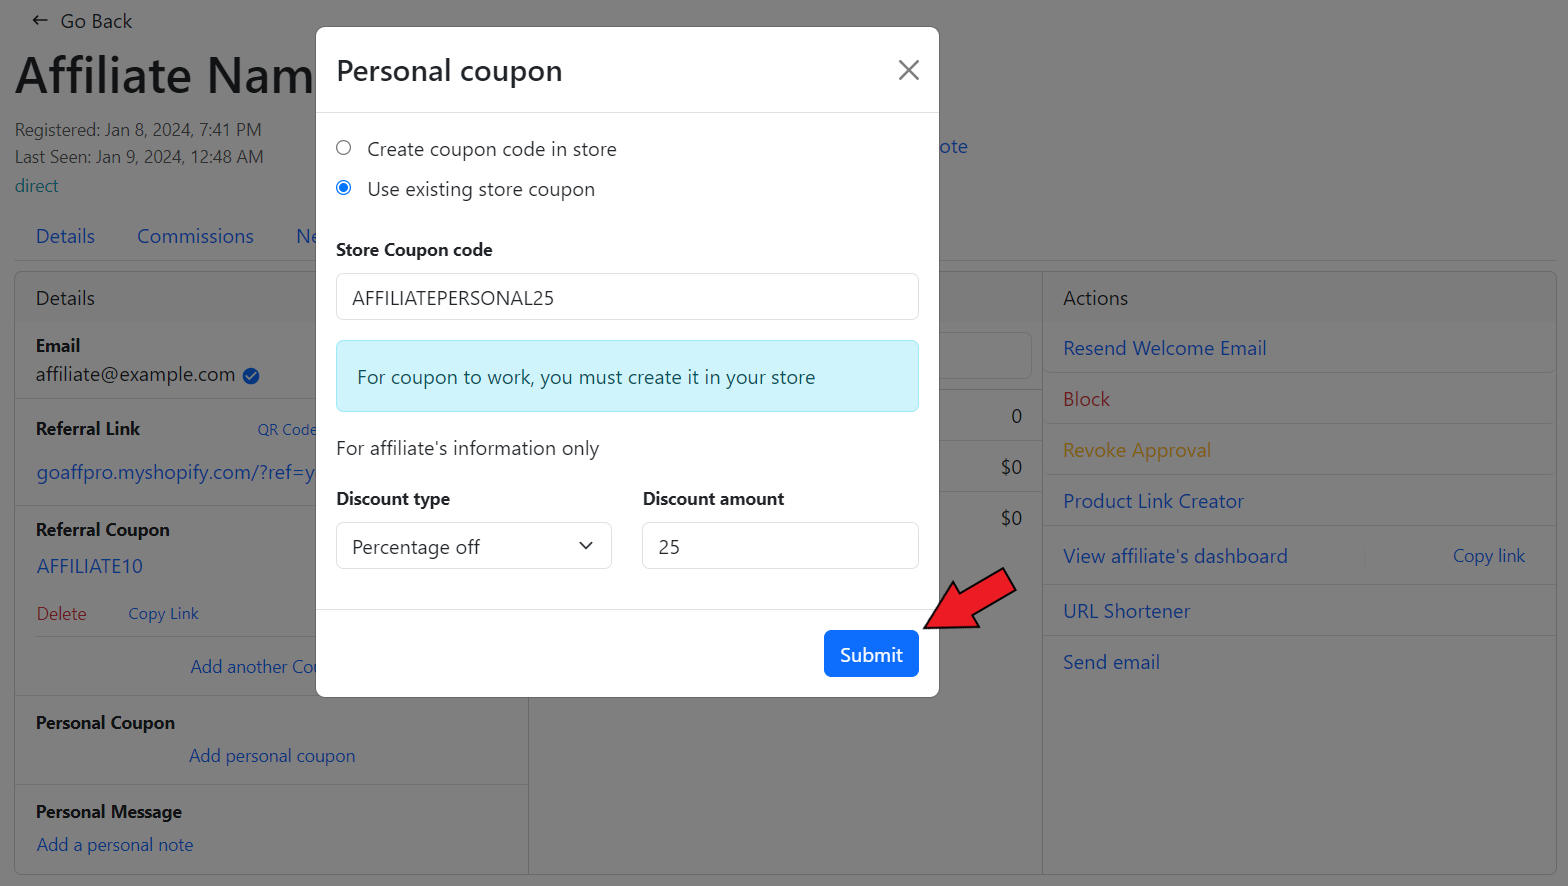 Go Back
Affiliate Nam
Registered: Jan 8, 2024, 7:41 PM
Last Seen: Jan 9, 2024, 12:48 AM
direct
Details Commissions Ne
ote
Details
Email
affiliate@example.com
Referral Link QR Code
goaffpro.myshopify.com/?ref=y
Referral Coupon
AFFILIATE10
Delete Copy Link
Add another Cou
Personal Coupon
Add personal coupon
Personal Message
Add a personal note
Personal coupon
Create coupon code in store
Use existing store coupon
Store Coupon code
AFFILIATEPERSONAL25
For coupon to work, you must create it in your store
For affiliate's information only
Discount type Discount amount
Percentage off 25
Submit
0
$0
$0
Actions
Resend Welcome Email
Block
Revoke Approval
Product Link Creator
View affiliate's dashboard Copy link
URL Shortener
Send email